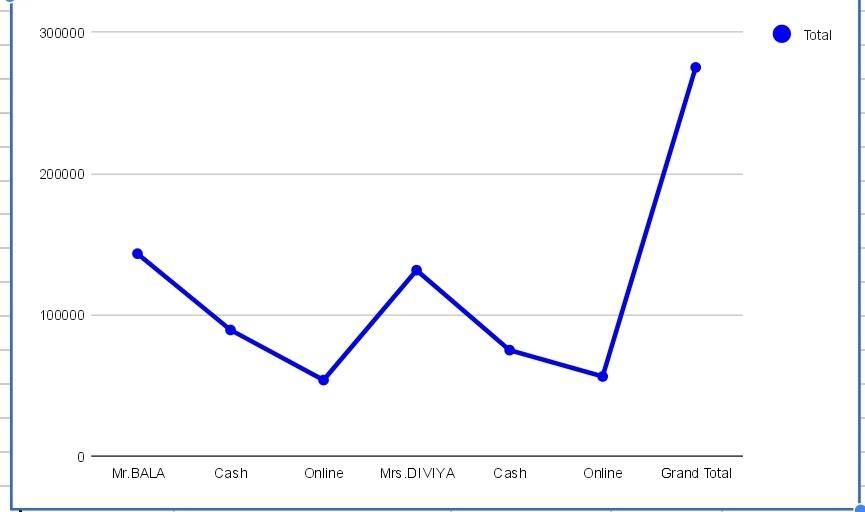 300000
Total
200000
100000
0
Mr.BALA Cash Online Mrs.DIVIYA Cash Online Grand Total